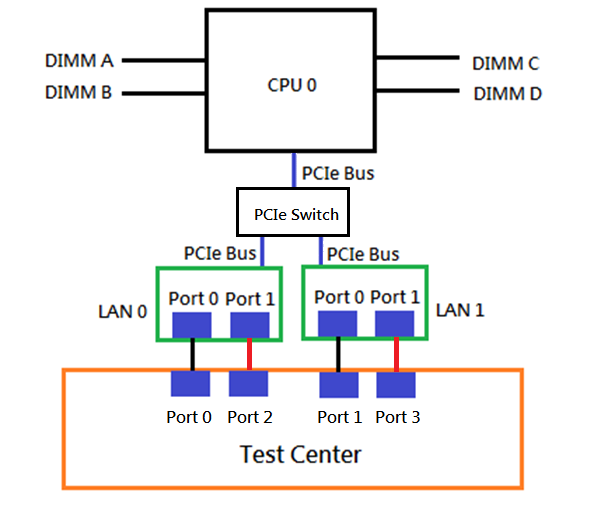 DIMM A
DIMM B
CPU 0
DIMM C
DIMM D
PCIe Bus
PCIe Switch
PCIe Bus
PCIe Bus
LAN 0
Port 0
Port 1
Port 0
Port 1
LAN 1
Port 0
Port 2
Port 1
Port 3
Test Center